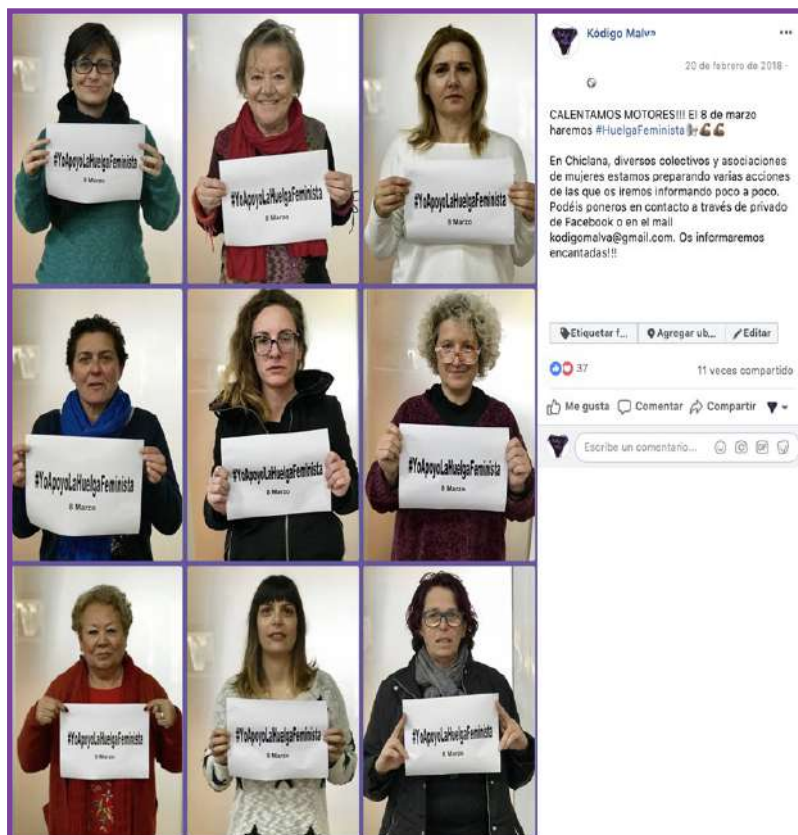 #YoApoyoLaHuelgaFeminista
8 Marzo
#YoApoyoLaHuelgaFeminista
8 Marzo
#YoApoyoLaHuelgaFeminista
8 Marzo
#YoApoyoLaHuelgaFeminista
8 Marzo
#YoApoyoLaHuelgaFeminista
8 Marzo
#YoApoyoLaHuelgaFeminista
8 Marzo
#YoApoyoLaHuelgaFeminista
8 Marzo
#YoApoyoLaHuelgaFeminista
8 Marzo
#YoApoyoLaHuelgaFeminista
8 Marzo
Kódigo Malva
20 de febrero de 2018 ·
CALENTAMOS MOTORES!!! El 8 de marzo
haremos #HuelgaFeminista
En Chiclana, diversos colectivos y asociaciones
de mujeres estamos preparando varias acciones
de las que os iremos informando poco a poco.
Podéis poneros en contacto a través de privado
de Facebook o en el mail
kodigomalva@gmail.com. Os informaremos
encantadas!!!
Etiquetar f... Agregar ub... Editar
37 11 veces compartido
Me gusta Comentar Compartir
Escribe un comentario... GIF